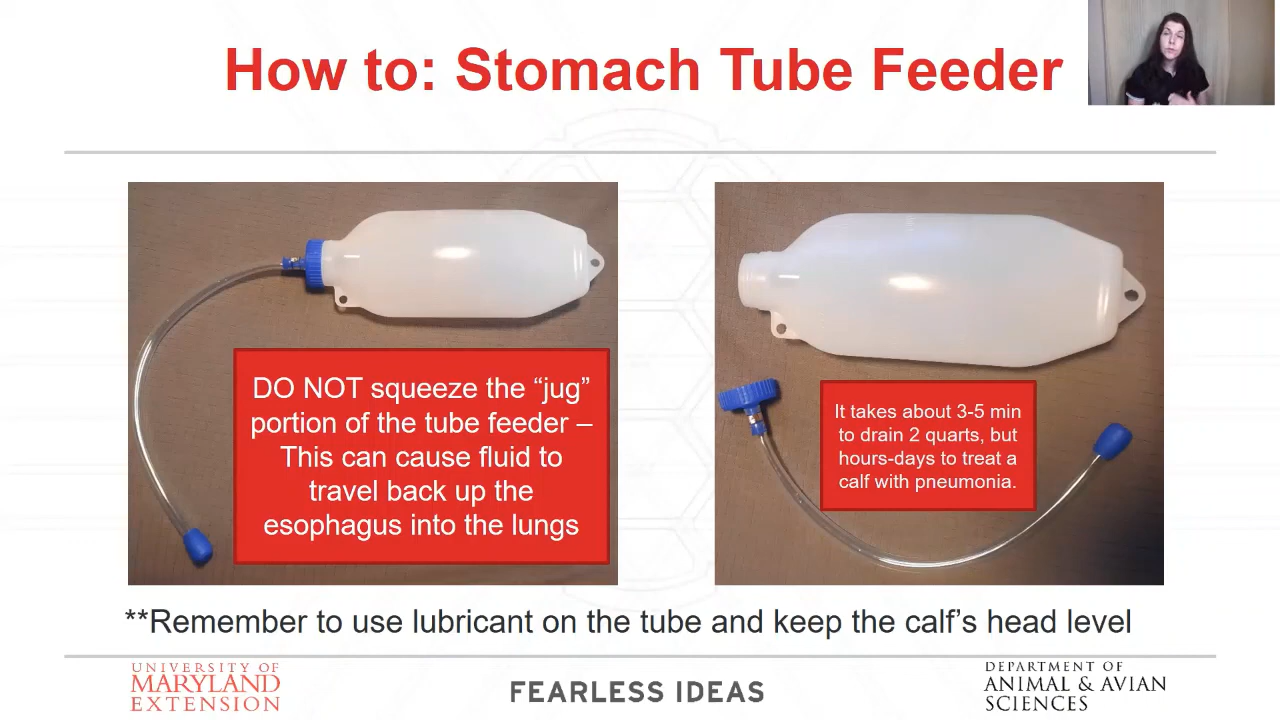 How to: Stomach Tube Feeder
DO NOT squeeze the “jug”
portion of the tube feeder –
This can cause fluid to
travel back up the
esophagus into the lungs
It takes about 3-5 min
to drain 2 quarts, but
hours-days to treat a
calf with pneumonia.
**Remember to use lubricant on the tube and keep the calf’s head level
UNIVERSITY OF
MARYLAND
EXTENSION
FEARLESS IDEAS
DEPARTMENT OF
ANIMAL & AVIAN
SCIENCES